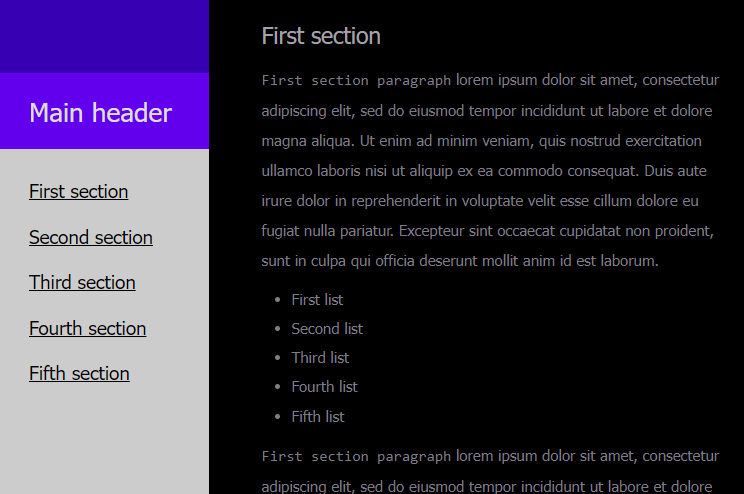 Main header
First section
Second section
Third section
Fourth section
Fifth section
First section
First section paragraph lorem ipsum dolor sit amet, consectetur
adipiscing elit, sed do eiusmod tempor incididunt ut labore et dolore
magna aliqua. Ut enim ad minim veniam, quis nostrud exercitation
ullamco laboris nisi ut aliquip ex ea commodo consequat. Duis aute
irure dolor in reprehenderit in voluptate velit esse cillum dolore eu
fugiat nulla pariatur. Excepteur sint occaecat cupidatat non proident,
sunt in culpa qui officia deserunt mollit anim id est laborum.
First list
Second list
Third list
Fourth list
Fifth list
First section paragraph lorem ipsum dolor sit amet, consectetur
adipiscing elit, sed do eiusmod tempor incididunt ut labore et dolore